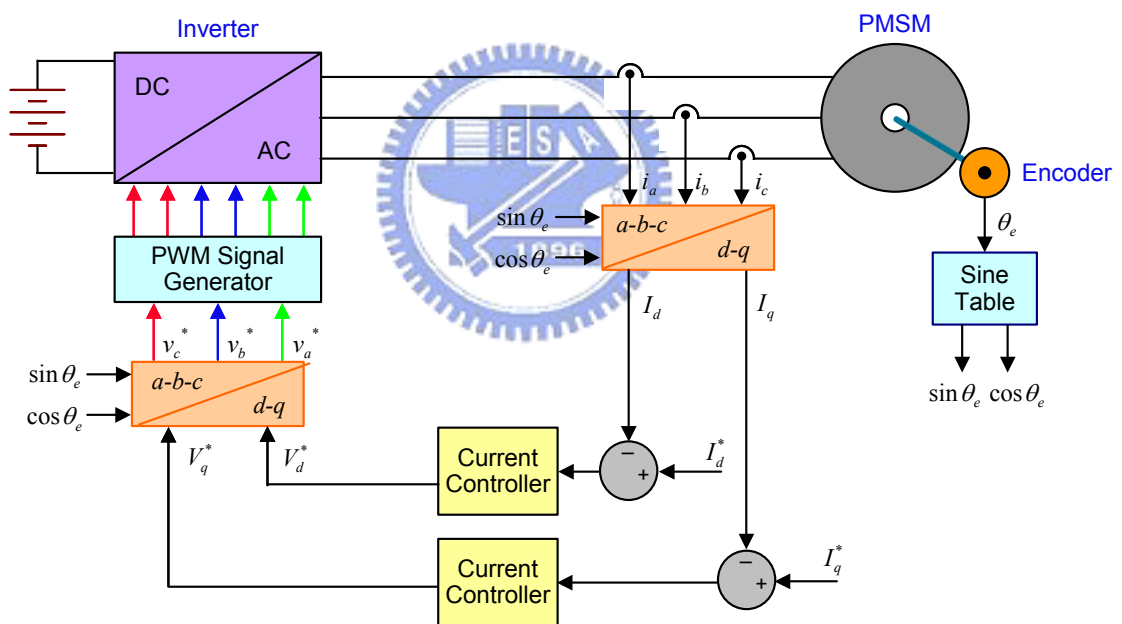 Inverter
PMSM
DC
AC
ESA
1896
Encoder
i_a
i_b
i_c
sin θ_e
cos θ_e
a-b-c
d-q
θ_e
PWM Signal
Generator
Sine
Table
I_d
I_q
v_c^*
v_b^*
v_a^*
sin θ_e
cos θ_e
a-b-c
d-q
sin θ_e
cos θ_e
V_q^*
V_d^*
Current
Controller
−
+
I_d^*
Current
Controller
−
+
I_q^*